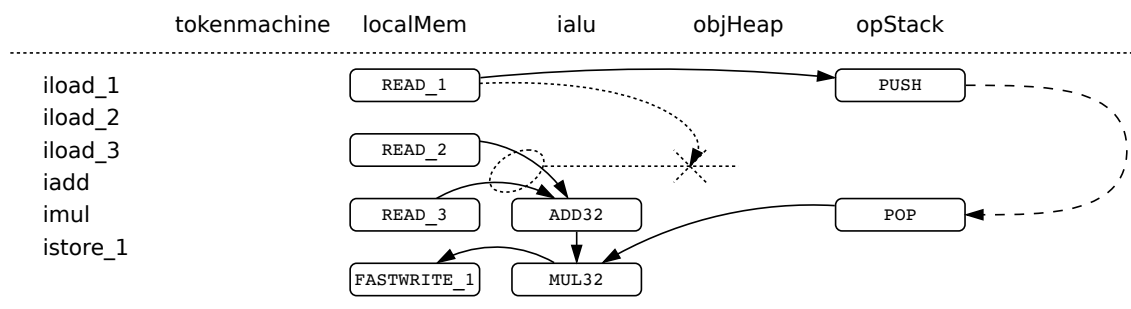 tokenmachine localMem ialu objHeap opStack
iload_1 READ_1 PUSH
iload_2
iload_3 READ_2
iadd
imul READ_3 ADD32 POP
istore_1
FASTWRITE_1 MUL32